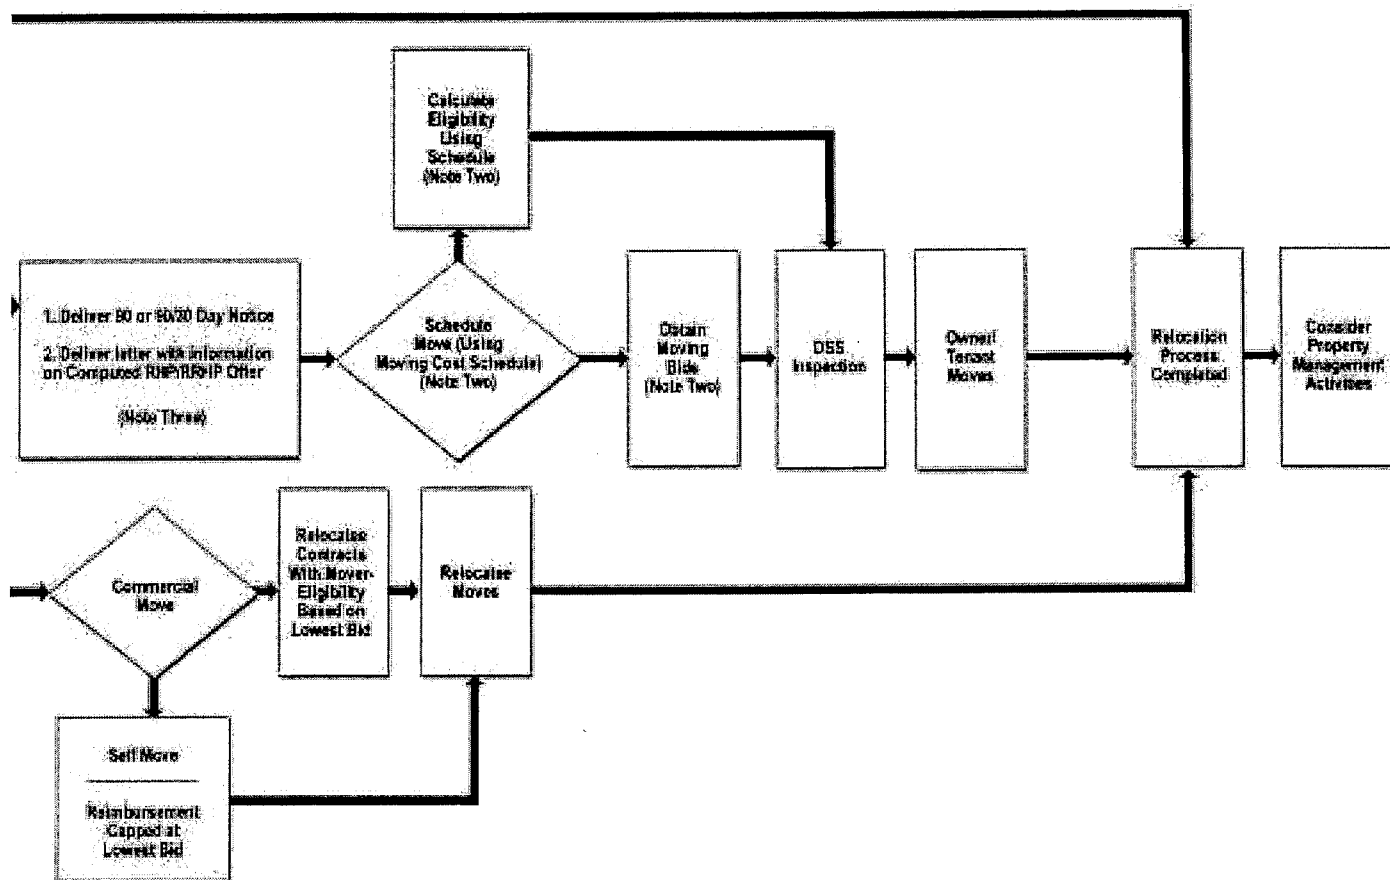 Calculate
Eligibility
Using
Schedule
(Note Two)
1. Deliver 90 or 90/30 Day Notice
2. Deliver letter with information
on Computed RHP/RRHP Offer
(Note Three)
Schedule
Move (Using
Moving Cost Schedule)
(Note Two)
Obtain
Moving
Bids
(Note Two)
DSS
Inspection
Owner/
Tenant
Moves
Relocation
Process
Completed
Consider
Property
Management
Activities
Commercial
Move
Relocatee
Contracts
With Mover-
Eligibility
Based on
Lowest Bid
Relocatee
Moves
Self Move
Reimbursement
Capped at
Lowest Bid